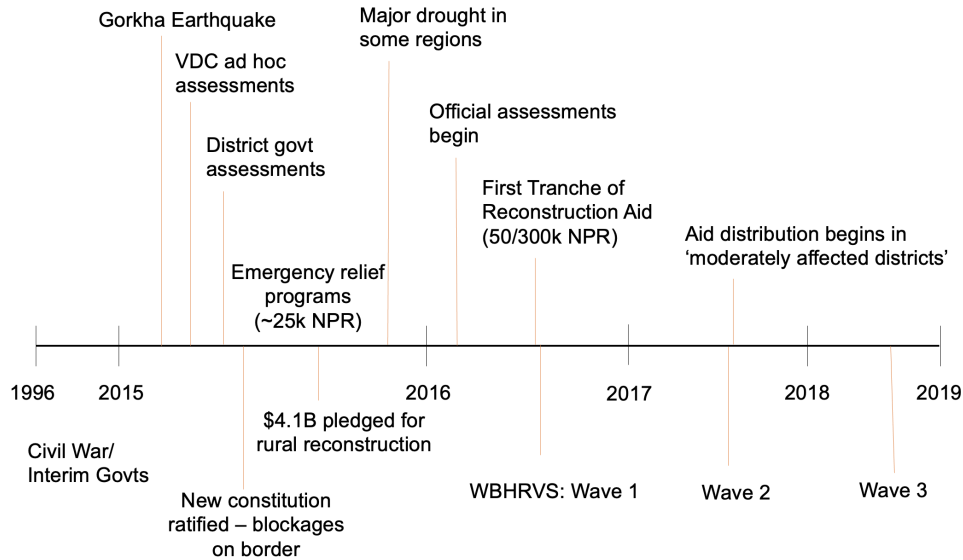 Gorkha Earthquake
VDC ad hoc
assessments
District govt
assessments
Emergency relief
programs
(~25k NPR)
Major drought in
some regions
Official assessments
begin
First Tranche of
Reconstruction Aid
(50/300k NPR)
Aid distribution begins in
‘moderately affected districts’
1996
2015
2016
2017
2018
2019
Civil War/
Interim Govts
New constitution
ratified – blockages
on border
$4.1B pledged for
rural reconstruction
WBHRVS: Wave 1
Wave 2
Wave 3